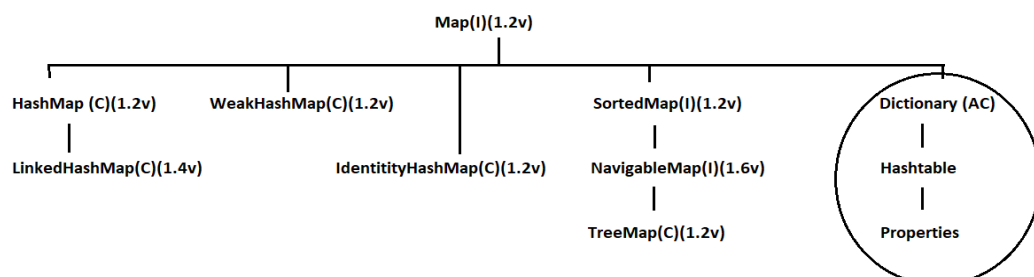 Map(I)(1.2v)
HashMap (C)(1.2v) WeakHashMap(C)(1.2v) SortedMap(I)(1.2v) Dictionary (AC)
LinkedHashMap(C)(1.4v) IdentitityHashMap(C)(1.2v) NavigableMap(I)(1.6v) Hashtable
TreeMap(C)(1.2v) Properties